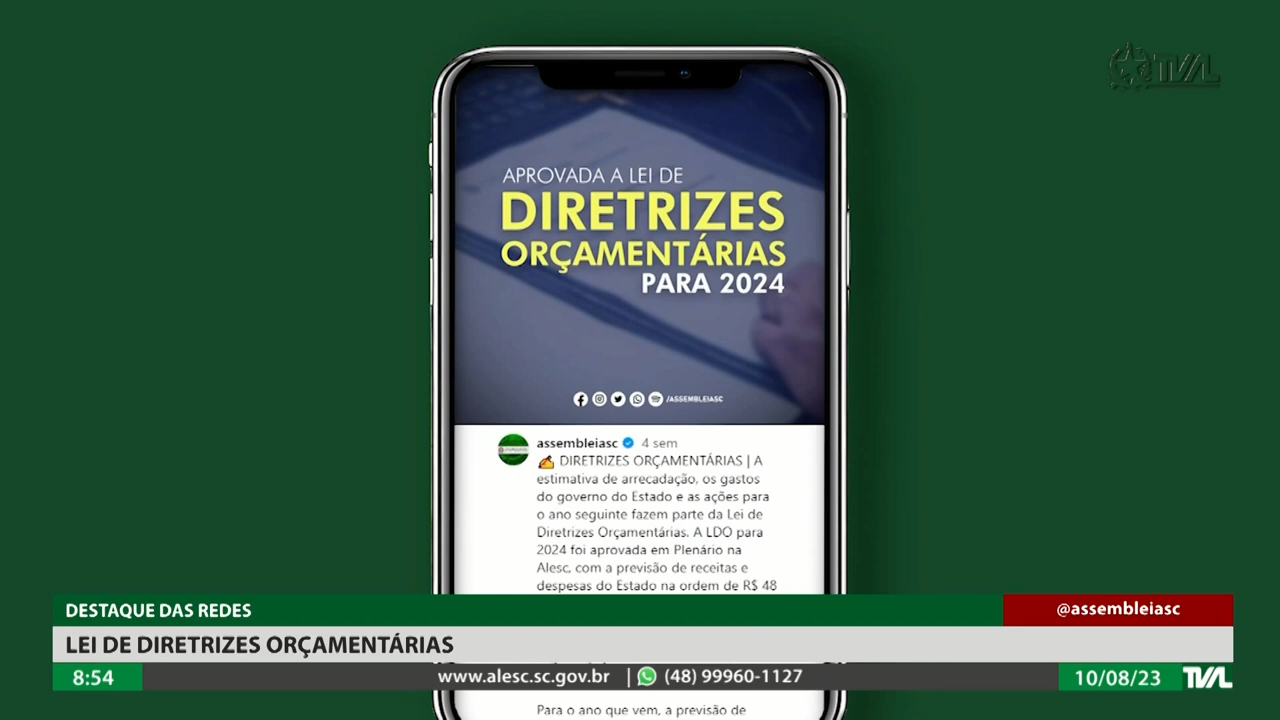 TVAL
APROVADA A LEI DE
DIRETRIZES
ORÇAMENTÁRIAS
PARA 2024
/ASSEMBLEIASC
assembleiasc 4 sem
✍ DIRETRIZES ORÇAMENTÁRIAS | A
estimativa de arrecadação, os gastos
do governo do Estado e as ações para
o ano seguinte fazem parte da Lei de
Diretrizes Orçamentárias. A LDO para
2024 foi aprovada em Plenário na
Alesc, com a previsão de receitas e
despesas do Estado na ordem de R$ 48
DESTAQUE DAS REDES
@assembleiasc
LEI DE DIRETRIZES ORÇAMENTÁRIAS
8:54
www.alesc.sc.gov.br | (48) 99960-1127
10/08/23
TVAL
Para o ano que vem, a previsão de